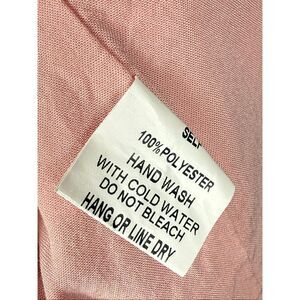 SELF
100% POLYESTER
HAND WASH
WITH COLD WATER
DO NOT BLEACH
HANG OR LINE DRY